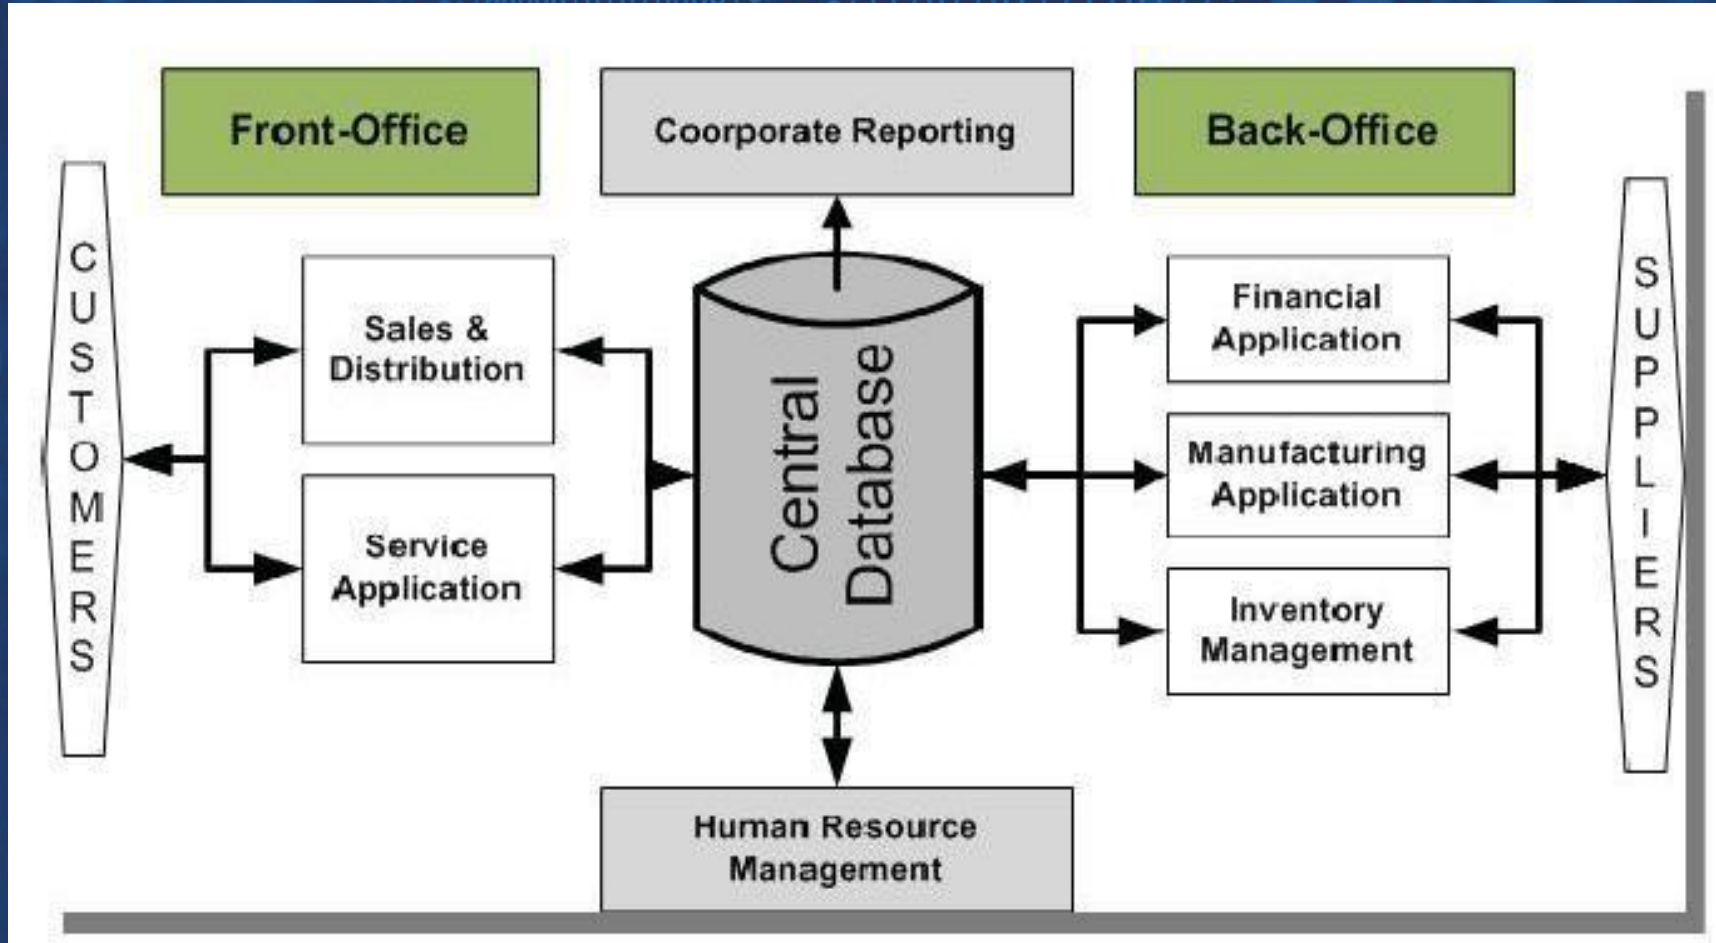 Front-Office
Coorporate Reporting
Back-Office
CUSTOMERS
Sales &
Distribution
Service
Application
Central
Database
Financial
Application
Manufacturing
Application
Inventory
Management
SUPPLIERS
Human Resource
Management